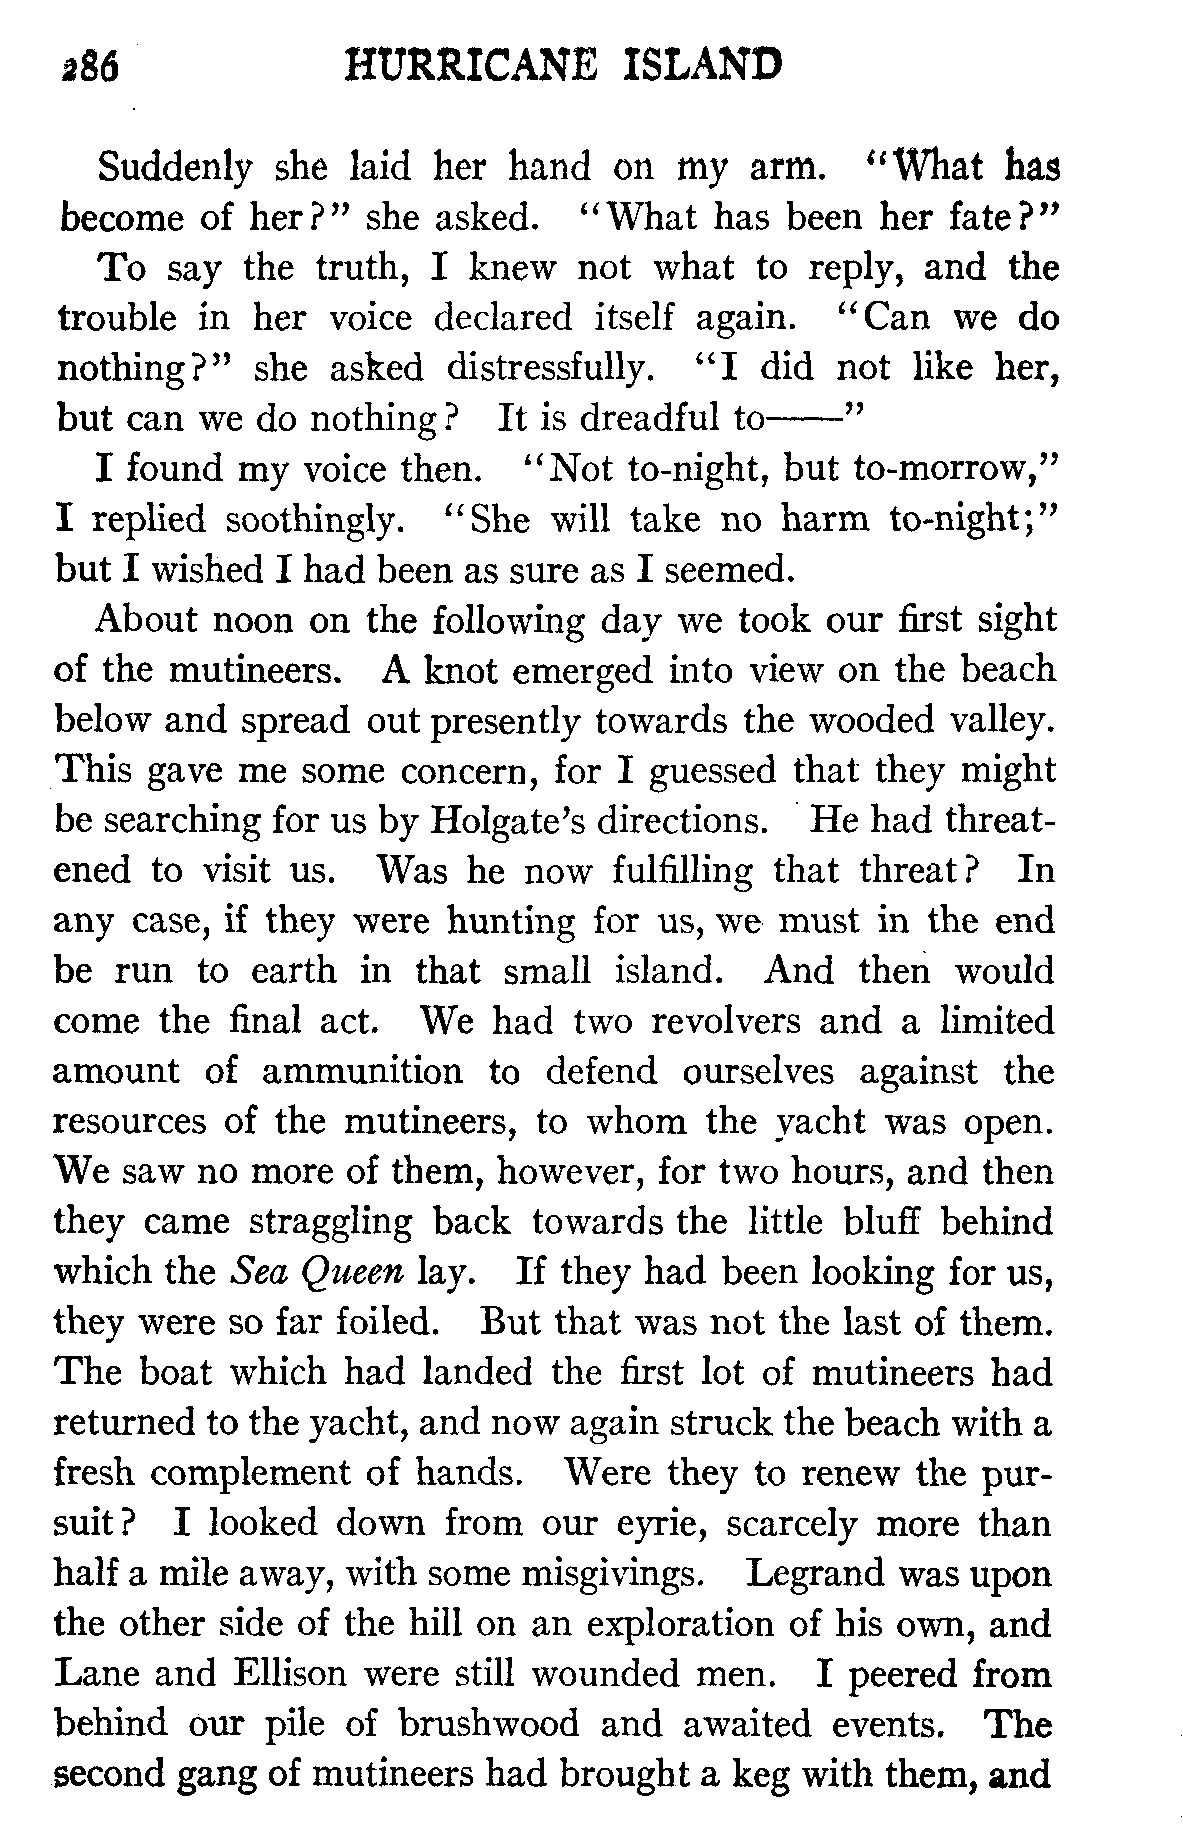 286 HURRICANE ISLAND
Suddenly she laid her hand on my arm. "What has
become of her?" she asked. "What has been her fate?"
To say the truth, I knew not what to reply, and the
trouble in her voice declared itself again. "Can we do
nothing?" she asked distressfully. "I did not like her,
but can we do nothing? It is dreadful to——"
I found my voice then. "Not to-night, but to-morrow,"
I replied soothingly. "She will take no harm to-night;"
but I wished I had been as sure as I seemed.
About noon on the following day we took our first sight
of the mutineers. A knot emerged into view on the beach
below and spread out presently towards the wooded valley.
This gave me some concern, for I guessed that they might
be searching for us by Holgate's directions. He had threat-
ened to visit us. Was he now fulfilling that threat? In
any case, if they were hunting for us, we must in the end
be run to earth in that small island. And then would
come the final act. We had two revolvers and a limited
amount of ammunition to defend ourselves against the
resources of the mutineers, to whom the yacht was open.
We saw no more of them, however, for two hours, and then
they came straggling back towards the little bluff behind
which the Sea Queen lay. If they had been looking for us,
they were so far foiled. But that was not the last of them.
The boat which had landed the first lot of mutineers had
returned to the yacht, and now again struck the beach with a
fresh complement of hands. Were they to renew the pur-
suit? I looked down from our eyrie, scarcely more than
half a mile away, with some misgivings. Legrand was upon
the other side of the hill on an exploration of his own, and
Lane and Ellison were still wounded men. I peered from
behind our pile of brushwood and awaited events. The
second gang of mutineers had brought a keg with them, and